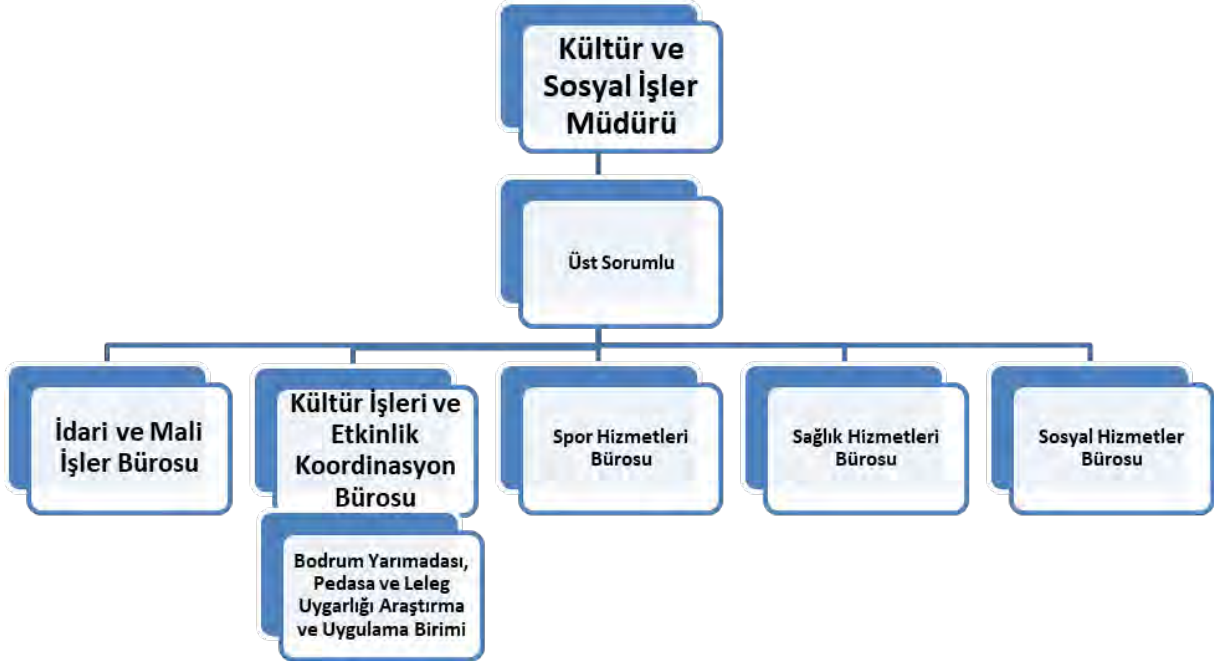 Kültür ve
Sosyal İşler
Müdürü
Üst Sorumlu
İdari ve Mali
İşler Bürosu
Kültür İşleri ve
Etkinlik
Koordinasyon
Bürosu
Spor Hizmetleri
Bürosu
Sağlık Hizmetleri
Bürosu
Sosyal Hizmetler
Bürosu
Bodrum Yarımadası,
Pedasa ve Leleg
Uygarlığı Araştırma
ve Uygulama Birimi